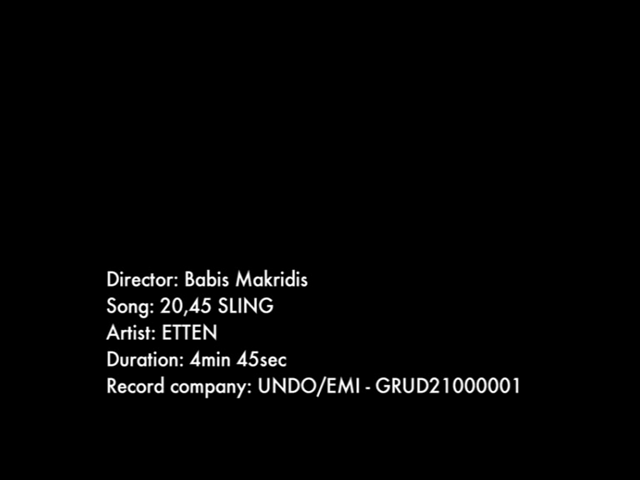 Director: Babis Makridis
Song: 20,45 SLING
Artist: ETTEN
Duration: 4min 45sec
Record company: UNDO/EMI - GRUD21000001